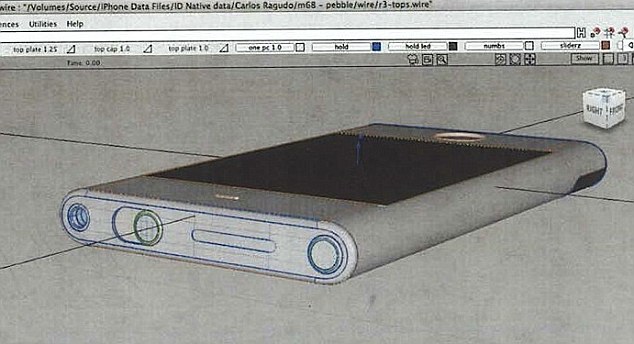 wire : "/Volumes/Source/iPhone Data Files/ID Native data/Carlos Ragudo/m68 - pebble/wire/r3-tops.wire"
ences Utilities Help
top plate 1.25 top cap 1.0 top plate 1.0 one pc 1.0 hold hold led numbs sliderz
Time 0.00 Show
RIGHT FRONT